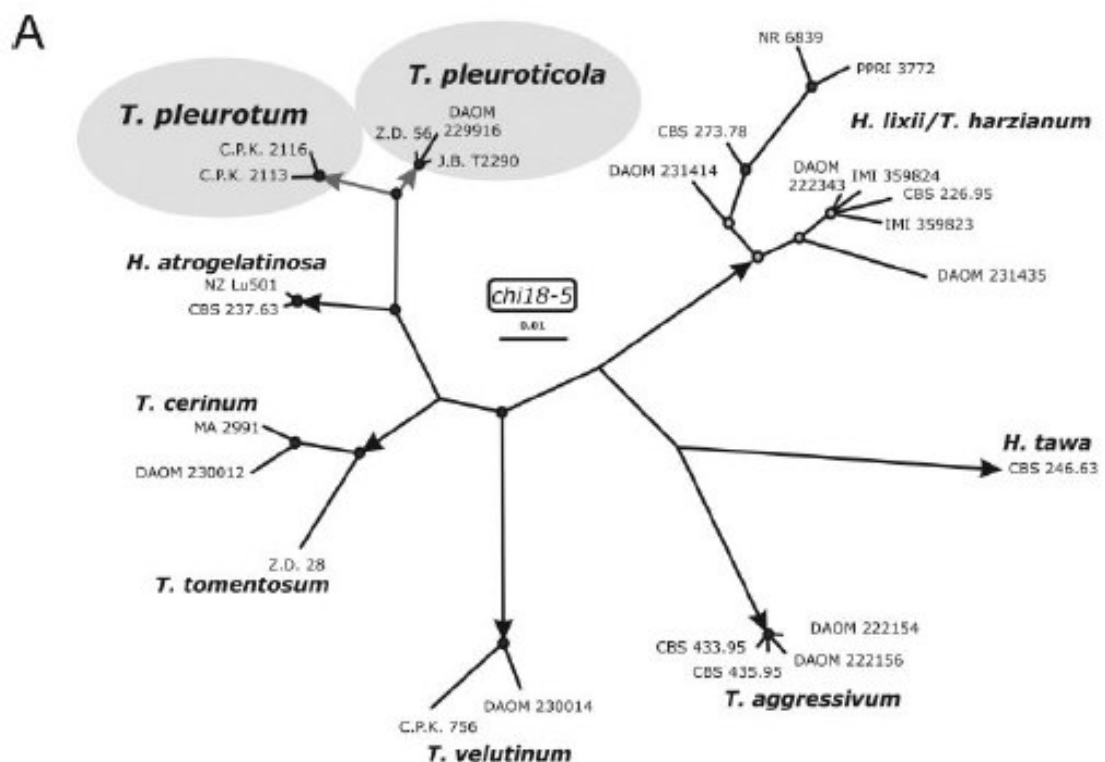 A
T. pleurotum
C.P.K. 2116
C.P.K. 2113
T. pleuroticola
DAOM
229916
Z.D. 56
J.B. T2290
NR 6839
PPRI 3772
H. lixii/T. harzianum
CBS 273.78
DAOM 231414
DAOM
222343
IMI 359824
CBS 226.95
IMI 359823
DAOM 231435
H. atrogelatinosa
NZ Lu501
CBS 237.63
chi18-5
0.01
T. cerinum
MA 2991
DAOM 230012
Z.D. 28
T. tomentosum
H. tawa
CBS 246.63
DAOM 222154
CBS 433.95
DAOM 222156
CBS 435.95
T. aggressivum
DAOM 230014
C.P.K. 756
T. velutinum